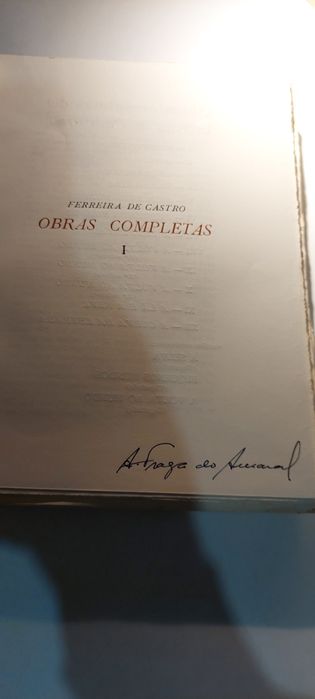 FERREIRA DE CASTRO
OBRAS COMPLETAS
I
A. Fraga do Amaral